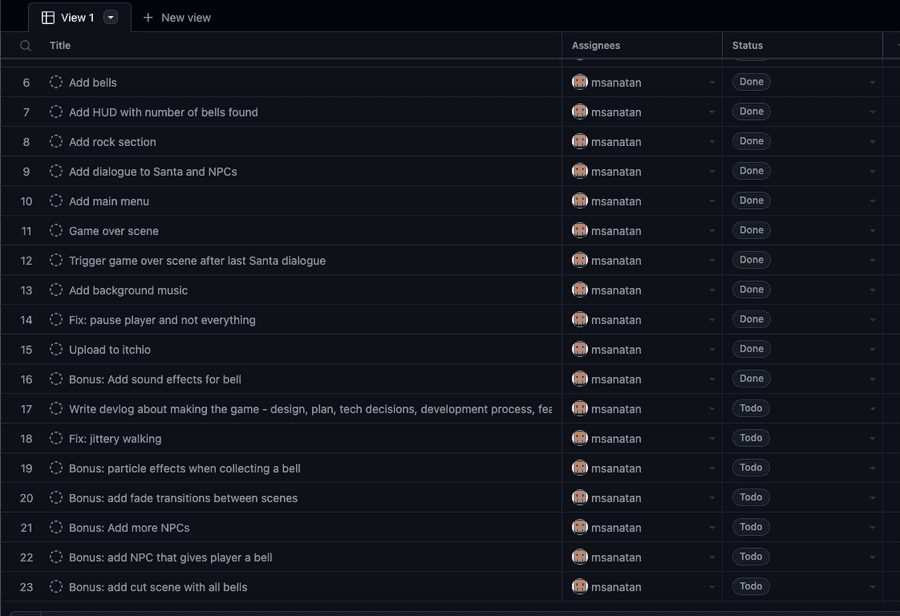 View 1
New view
Title Assignees Status
6 Add bells msanatan Done
7 Add HUD with number of bells found msanatan Done
8 Add rock section msanatan Done
9 Add dialogue to Santa and NPCs msanatan Done
10 Add main menu msanatan Done
11 Game over scene msanatan Done
12 Trigger game over scene after last Santa dialogue msanatan Done
13 Add background music msanatan Done
14 Fix: pause player and not everything msanatan Done
15 Upload to itchio msanatan Done
16 Bonus: Add sound effects for bell msanatan Done
17 Write devlog about making the game - design, plan, tech decisions, development process, fea msanatan Todo
18 Fix: jittery walking msanatan Todo
19 Bonus: particle effects when collecting a bell msanatan Todo
20 Bonus: add fade transitions between scenes msanatan Todo
21 Bonus: Add more NPCs msanatan Todo
22 Bonus: add NPC that gives player a bell msanatan Todo
23 Bonus: add cut scene with all bells msanatan Todo